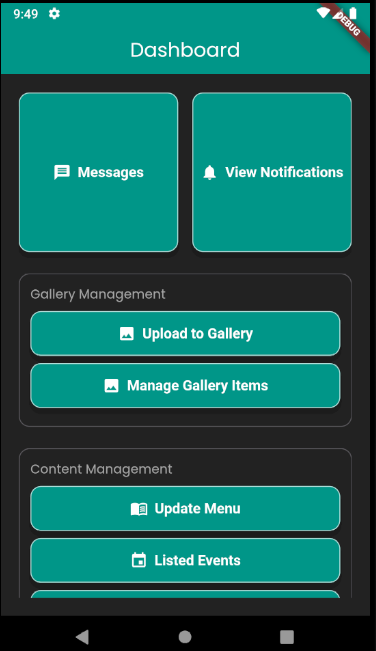 9:49
DEBUG
Dashboard
Messages
View Notifications
Gallery Management
Upload to Gallery
Manage Gallery Items
Content Management
Update Menu
Listed Events